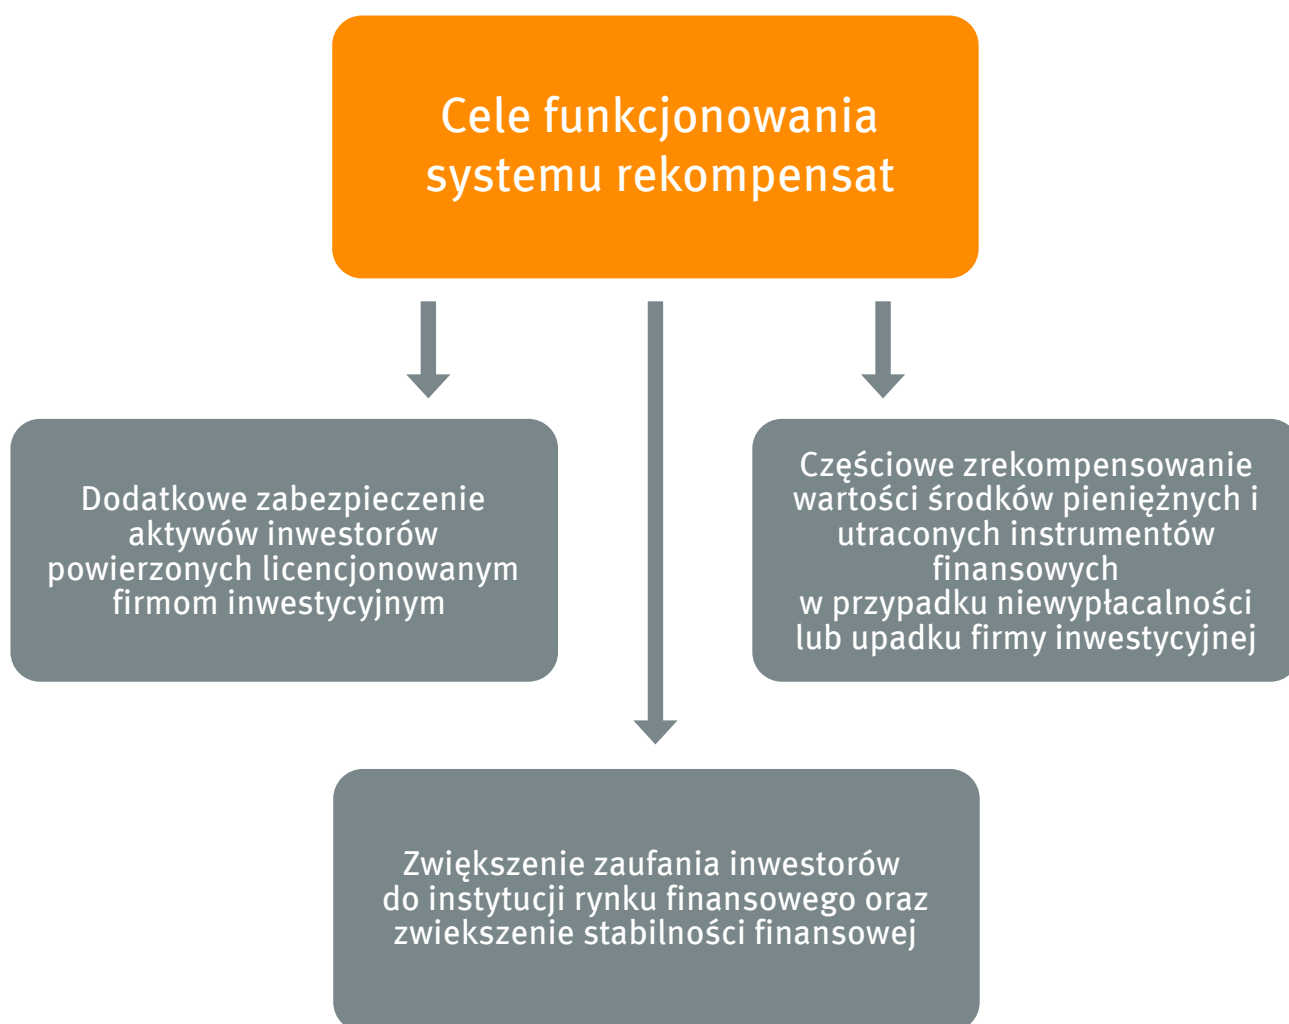 Cele funkcjonowania
systemu rekompensat
Dodatkowe zabezpieczenie
aktywów inwestorów
powierzonych licencjonowanym
firmom inwestycyjnym
Częściowe zrekompensowanie
wartości środków pieniężnych i
utraconych instrumentów
finansowych
w przypadku niewypłacalności
lub upadku firmy inwestycyjnej
Zwiększenie zaufania inwestorów
do instytucji rynku finansowego oraz
zwiekszenie stabilności finansowej